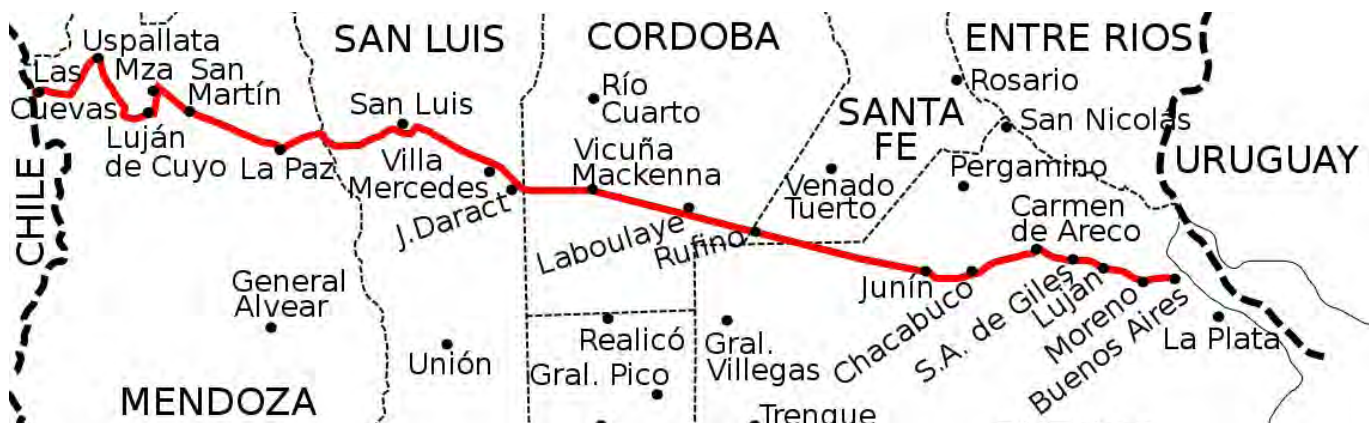 SAN LUIS
CORDOBA
ENTRE RIOS
Uspallata
Las
Cuevas
Mza
San
Martín
Luján
de Cuyo
La Paz
San Luis
Villa
Mercedes
J.Daract
Río
Cuarto
Vicuña
Mackenna
Laboulaye
Rufino
SANTA
FE
Venado
Tuerto
Rosario
San Nicolás
Pergamino
Carmen
de Areco
URUGUAY
CHILE
General
Alvear
MENDOZA
Unión
Realicó
Gral. Pico
Gral.
Villegas
Trenque
Junín
Chacabuco
S.A. de Giles
Luján
Moreno
Buenos Aires
La Plata